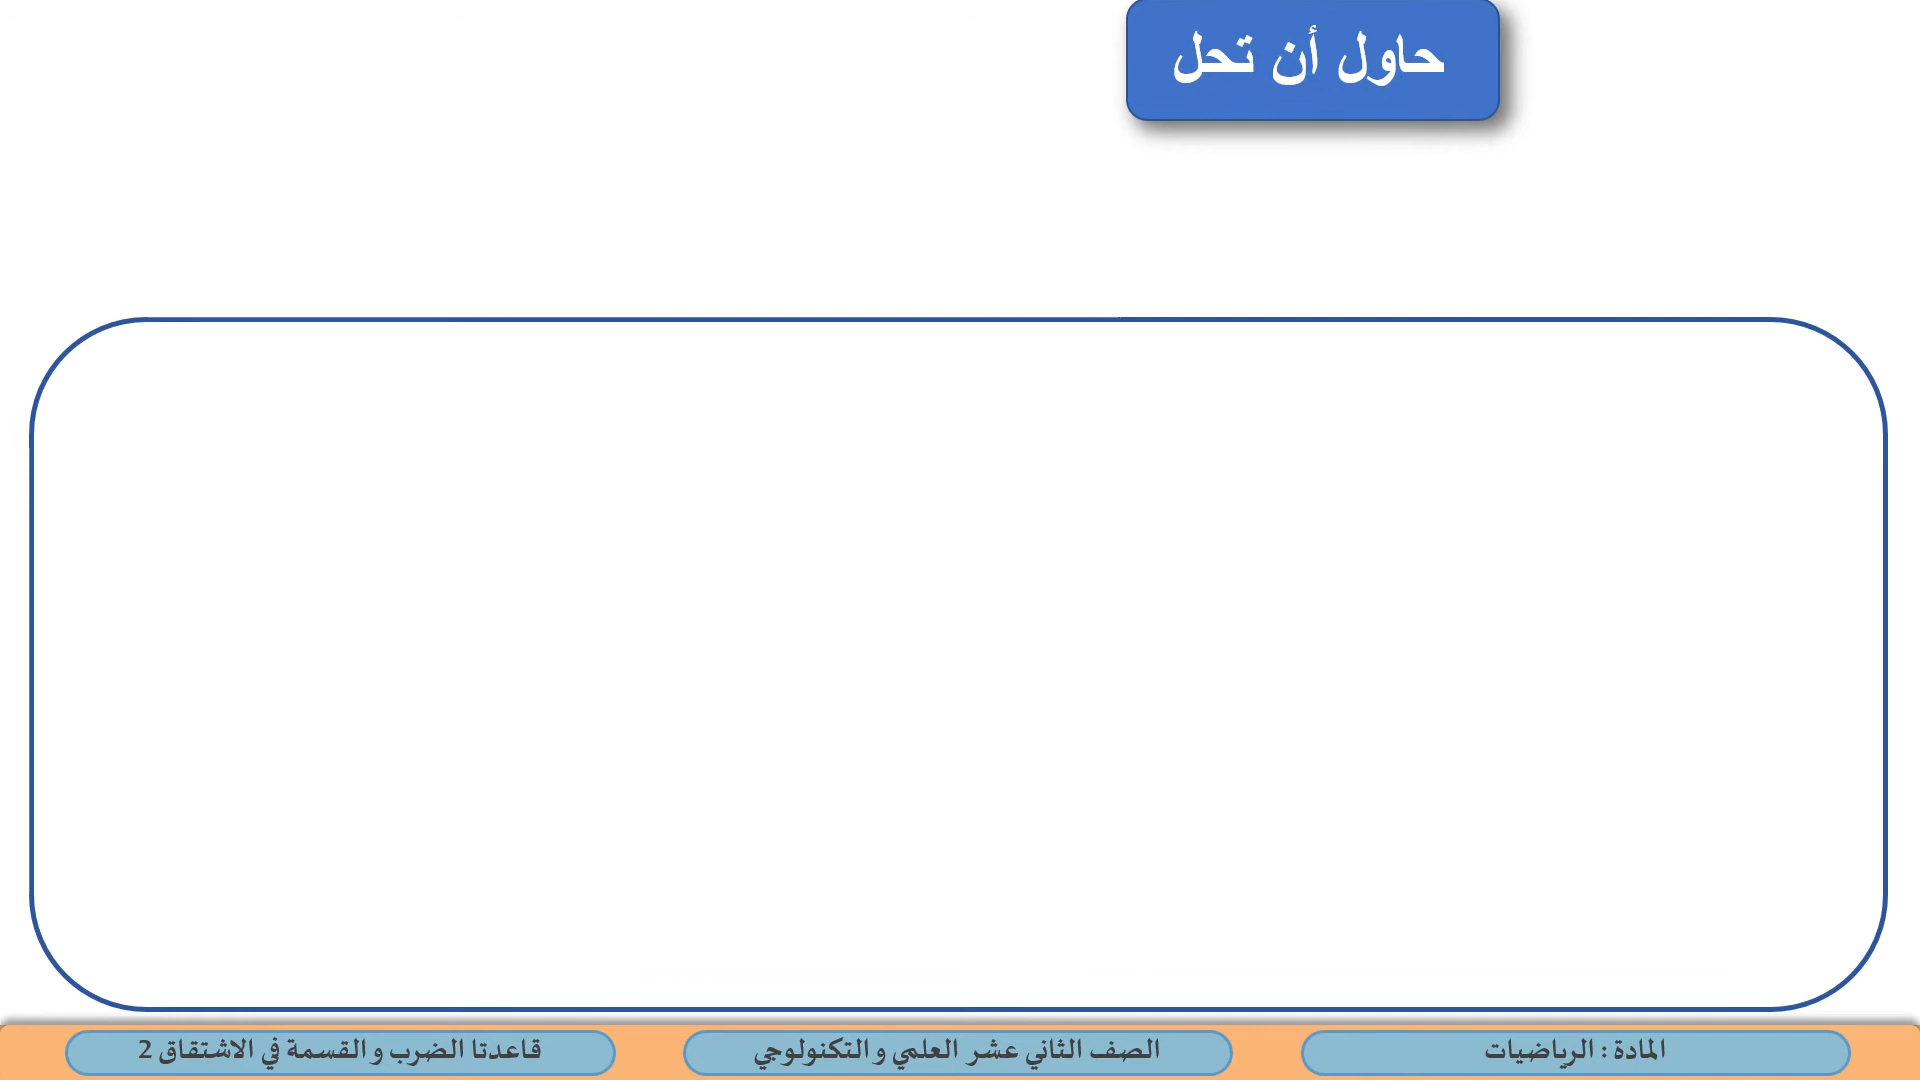 حاول أن تحل
المادة : الرياضيات
الصف الثاني عشر العلمي و التكنولوجي
قاعدتا الضرب و القسمة في الاشتقاق 2